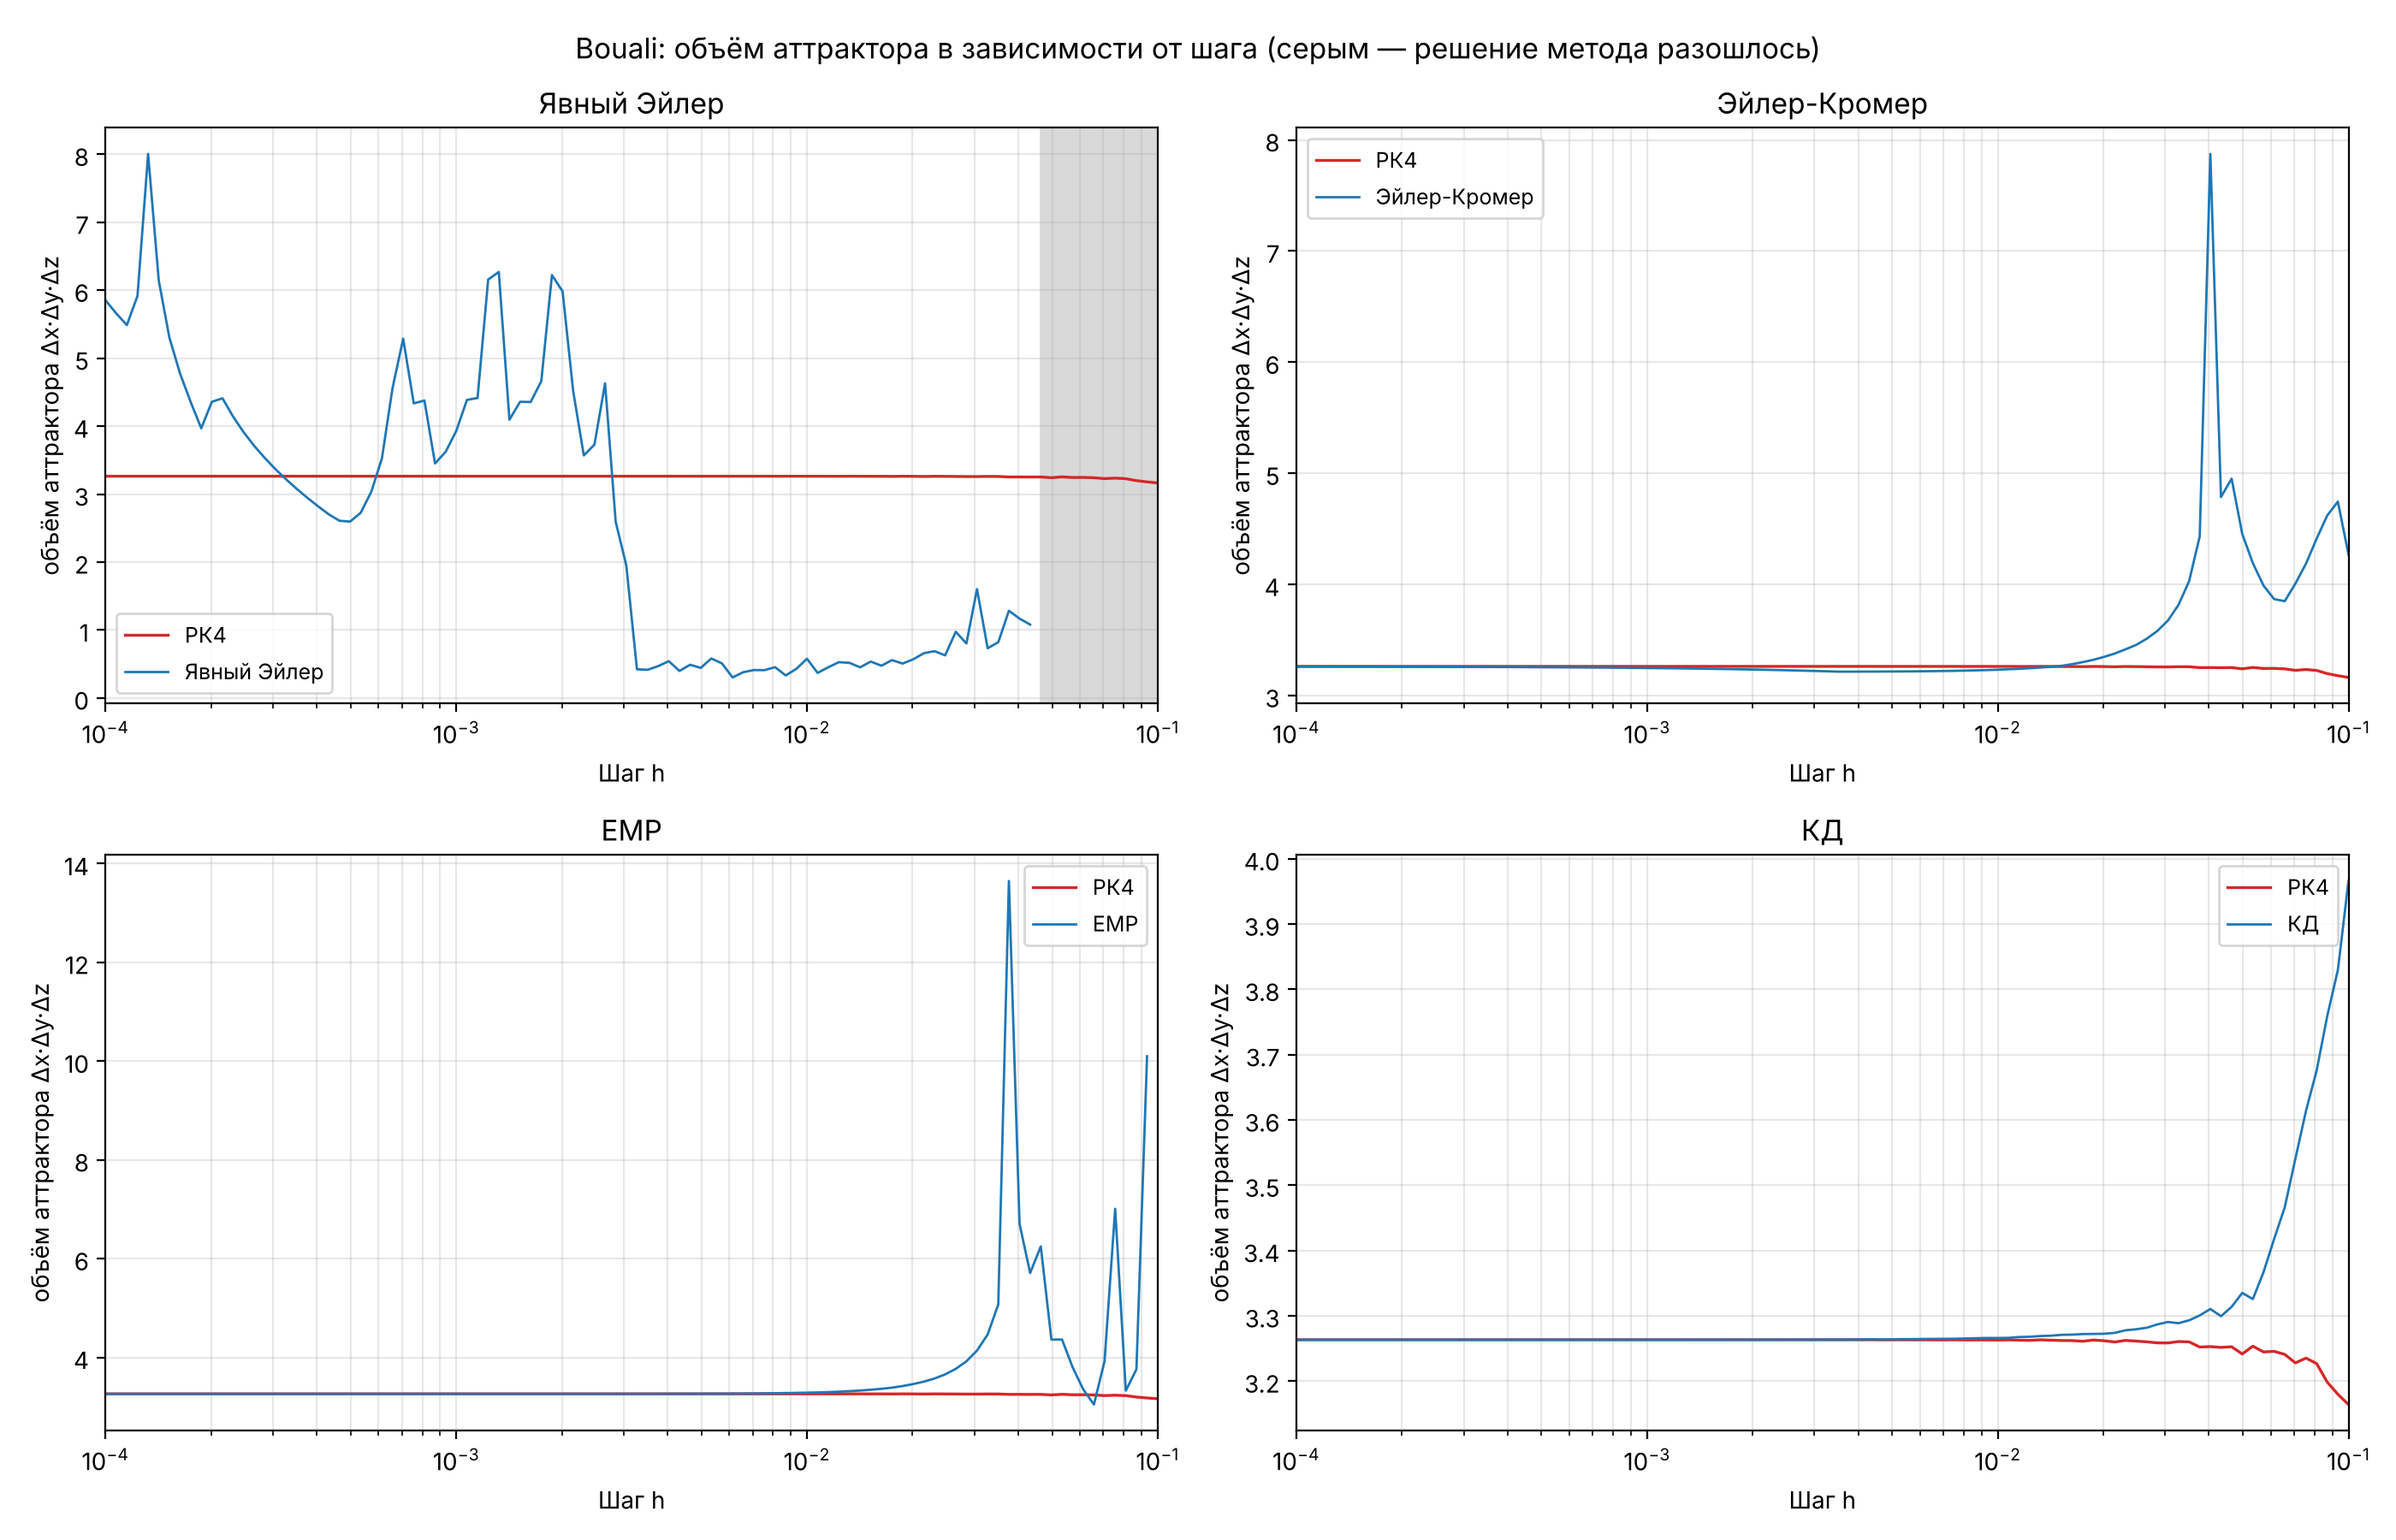 Bouali: объём аттрактора в зависимости от шага (серым — решение метода разошлось)
Явный Эйлер
объём аттрактора Δx·Δy·Δz
8
7
6
5
4
3
2
1
0
РК4
Явный Эйлер
10⁻⁴
10⁻³
10⁻²
10⁻¹
Шаг h
Эйлер-Кромер
объём аттрактора Δx·Δy·Δz
8
7
6
5
4
3
РК4
Эйлер-Кромер
10⁻⁴
10⁻³
10⁻²
10⁻¹
Шаг h
ЕМР
объём аттрактора Δx·Δy·Δz
14
12
10
8
6
4
РК4
ЕМР
10⁻⁴
10⁻³
10⁻²
10⁻¹
Шаг h
КД
объём аттрактора Δx·Δy·Δz
4.0
3.9
3.8
3.7
3.6
3.5
3.4
3.3
3.2
РК4
КД
10⁻⁴
10⁻³
10⁻²
10⁻¹
Шаг h